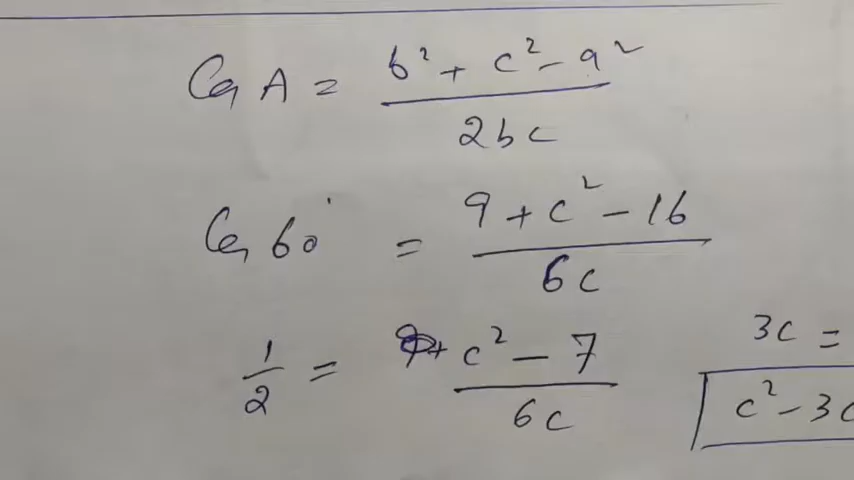 Cos A = b² + c² - a² / 2bc
Cos 60° = 9 + c² - 16 / 6c
1/2 = c² - 7 / 6c
3c =
c² - 3c